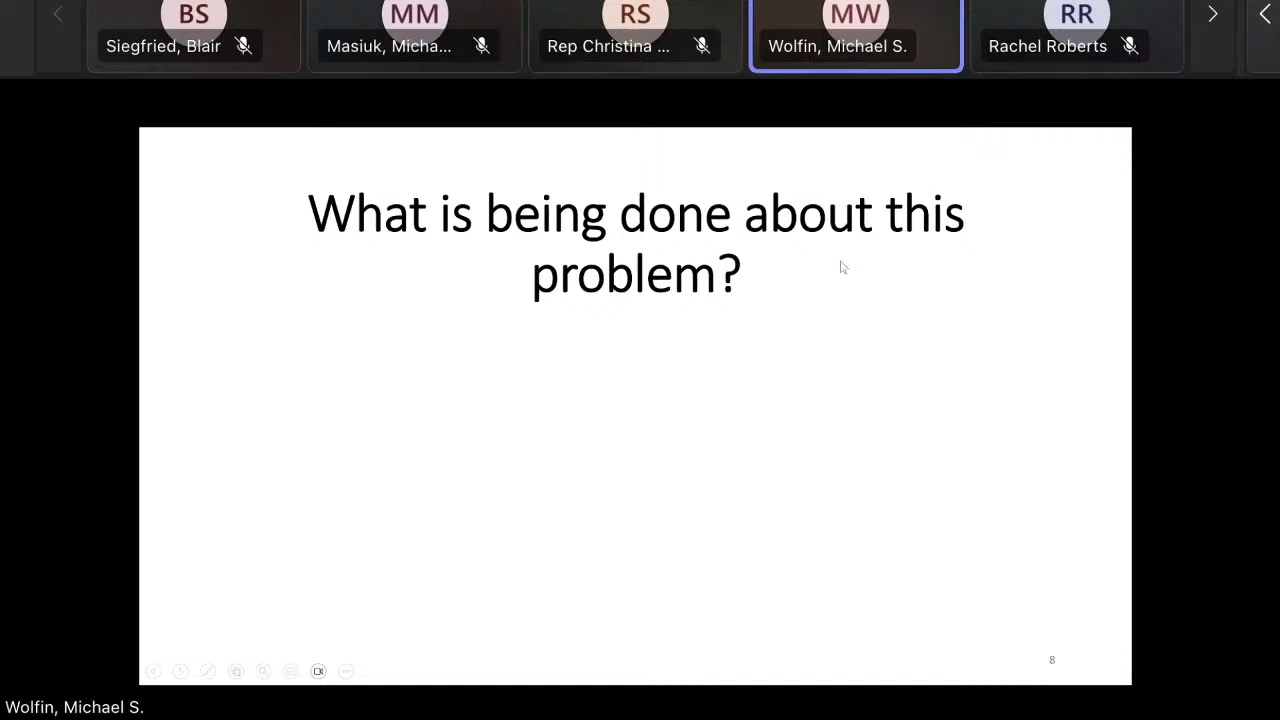 BS
MM
RS
MW
RR
Siegfried, Blair
Masiuk, Micha...
Rep Christina ...
Wolfin, Michael S.
Rachel Roberts
What is being done about this
problem?
8
Wolfin, Michael S.